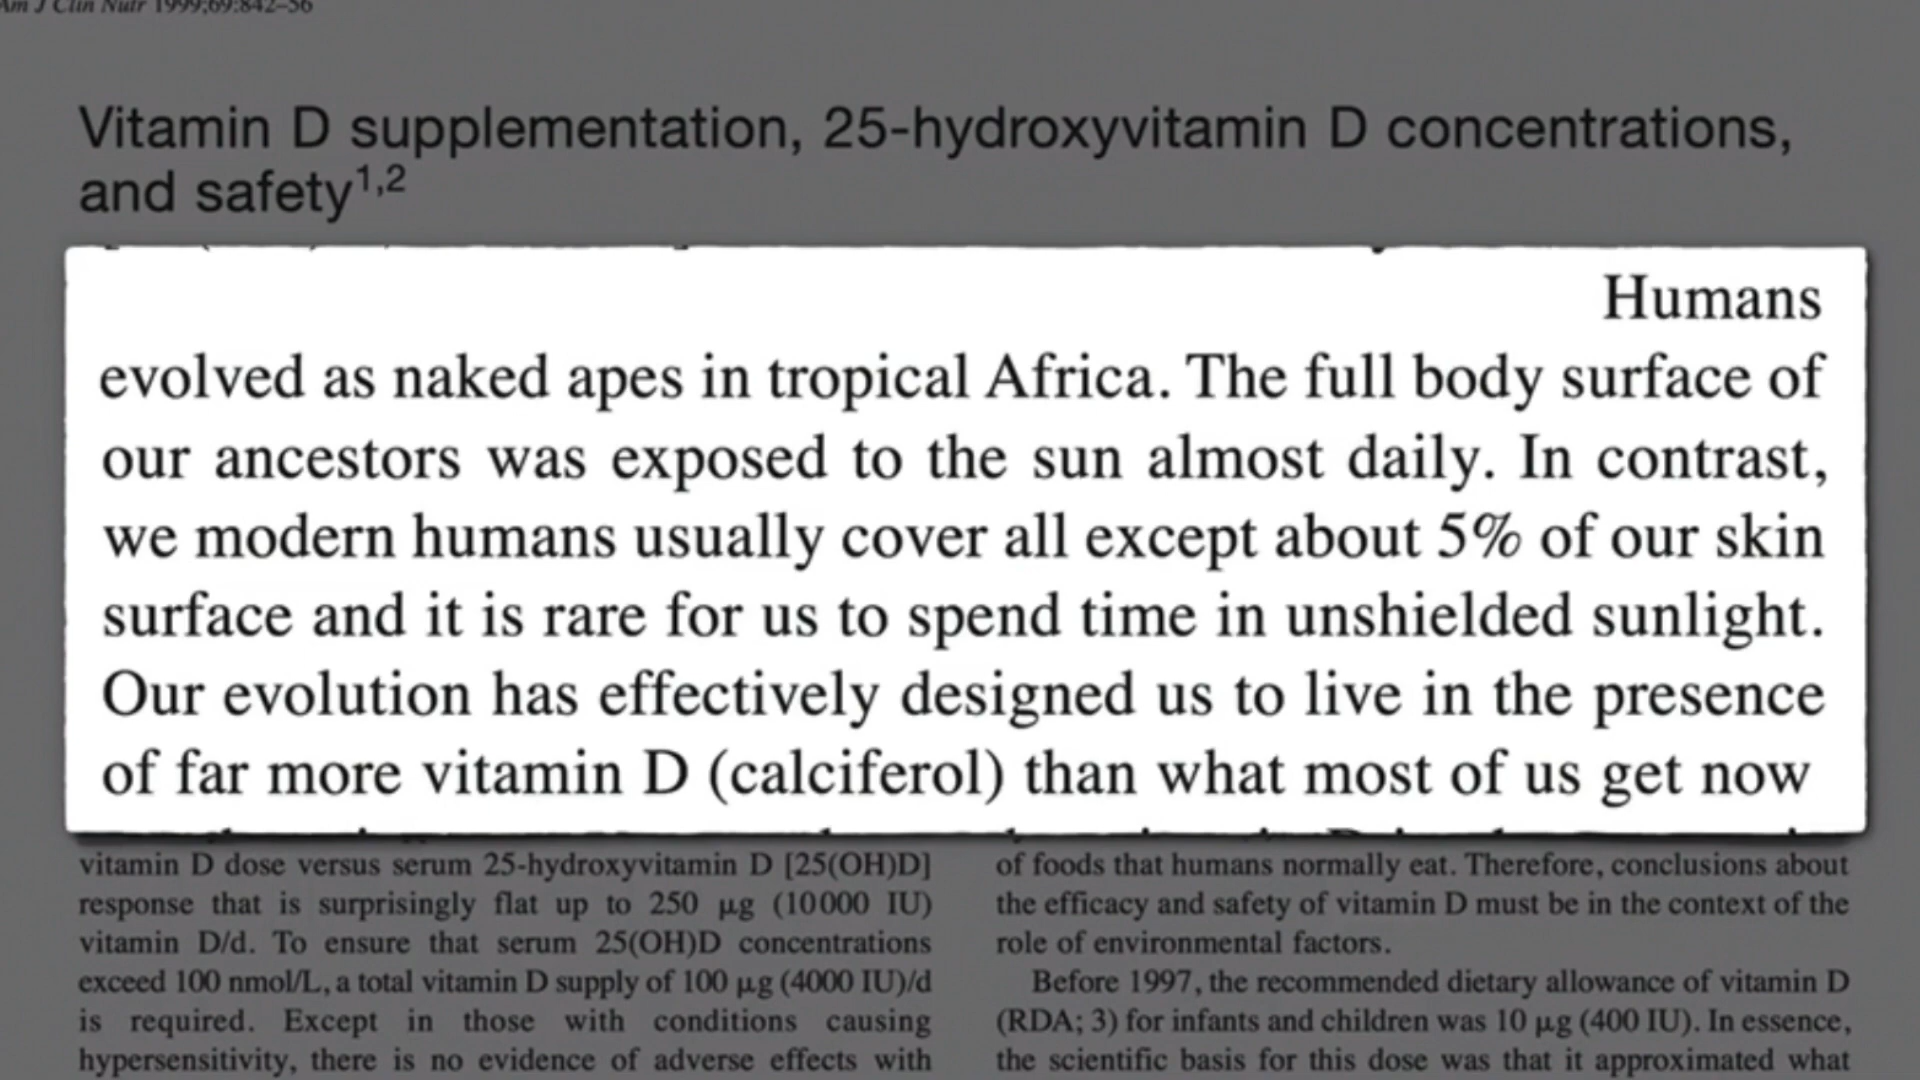 Am J Clin Nutr 1999;69:842–56
Vitamin D supplementation, 25-hydroxyvitamin D concentrations,
and safety1,2
Humans
evolved as naked apes in tropical Africa. The full body surface of
our ancestors was exposed to the sun almost daily. In contrast,
we modern humans usually cover all except about 5% of our skin
surface and it is rare for us to spend time in unshielded sunlight.
Our evolution has effectively designed us to live in the presence
of far more vitamin D (calciferol) than what most of us get now
vitamin D dose versus serum 25-hydroxyvitamin D [25(OH)D]
response that is surprisingly flat up to 250 μg (10000 IU)
vitamin D/d. To ensure that serum 25(OH)D concentrations
exceed 100 nmol/L, a total vitamin D supply of 100 μg (4000 IU)/d
is required. Except in those with conditions causing
hypersensitivity, there is no evidence of adverse effects with
of foods that humans normally eat. Therefore, conclusions about
the efficacy and safety of vitamin D must be in the context of the
role of environmental factors.
Before 1997, the recommended dietary allowance of vitamin D
(RDA; 3) for infants and children was 10 μg (400 IU). In essence,
the scientific basis for this dose was that it approximated what